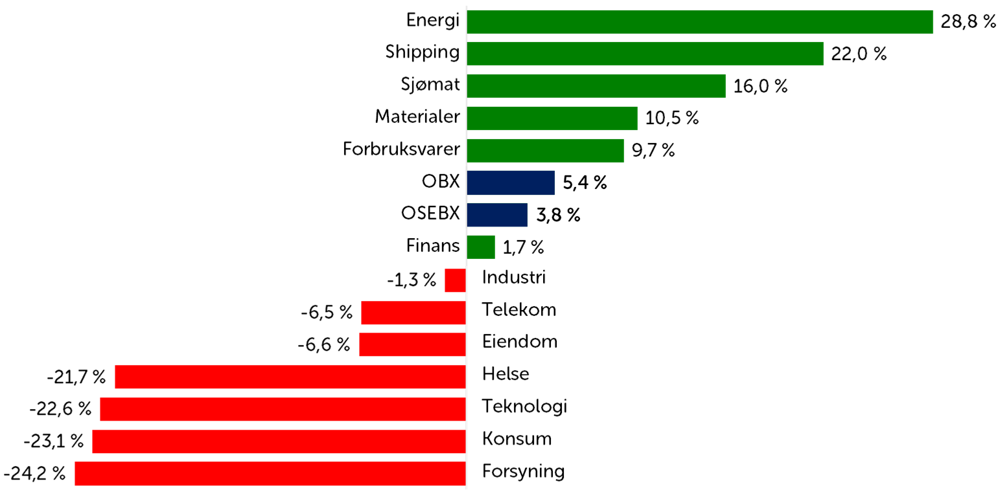 Energi 28,8 %
Shipping 22,0 %
Sjømat 16,0 %
Materialer 10,5 %
Forbruksvarer 9,7 %
OBX 5,4 %
OSEBX 3,8 %
Finans 1,7 %
-1,3 % Industri
-6,5 % Telekom
-6,6 % Eiendom
-21,7 % Helse
-22,6 % Teknologi
-23,1 % Konsum
-24,2 % Forsyning